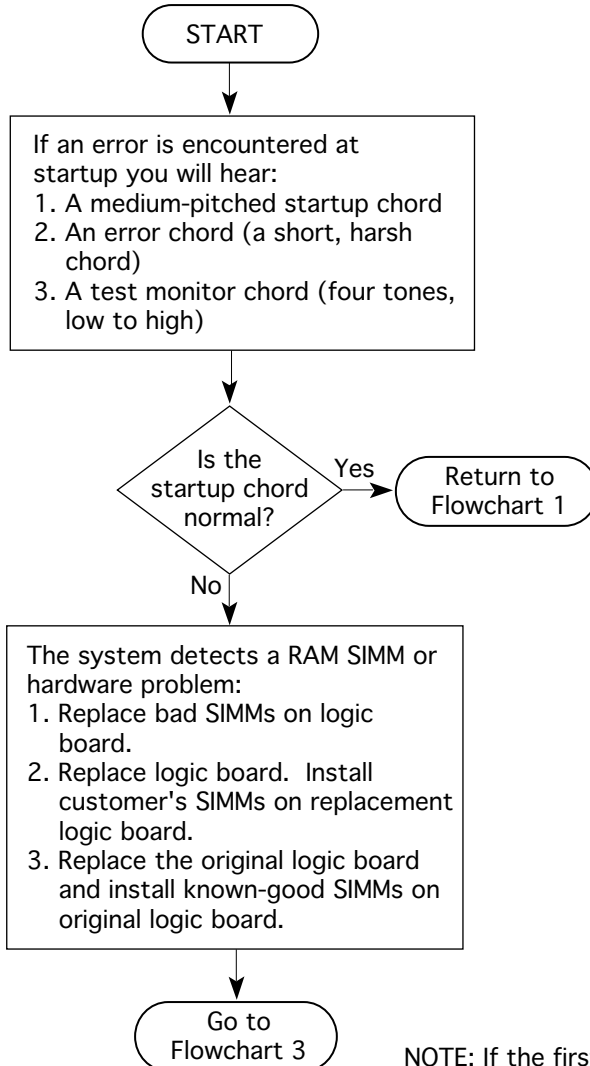 START
If an error is encountered at
startup you will hear:
1. A medium-pitched startup chord
2. An error chord (a short, harsh
chord)
3. A test monitor chord (four tones,
low to high)
Is the
startup chord
normal?
Yes
Return to
Flowchart 1
No
The system detects a RAM SIMM or
hardware problem:
1. Replace bad SIMMs on logic
board.
2. Replace logic board.  Install
customer's SIMMs on replacement
logic board.
3. Replace the original logic board
and install known-good SIMMs on
original logic board.
Go to
Flowchart 3
NOTE: If the firs